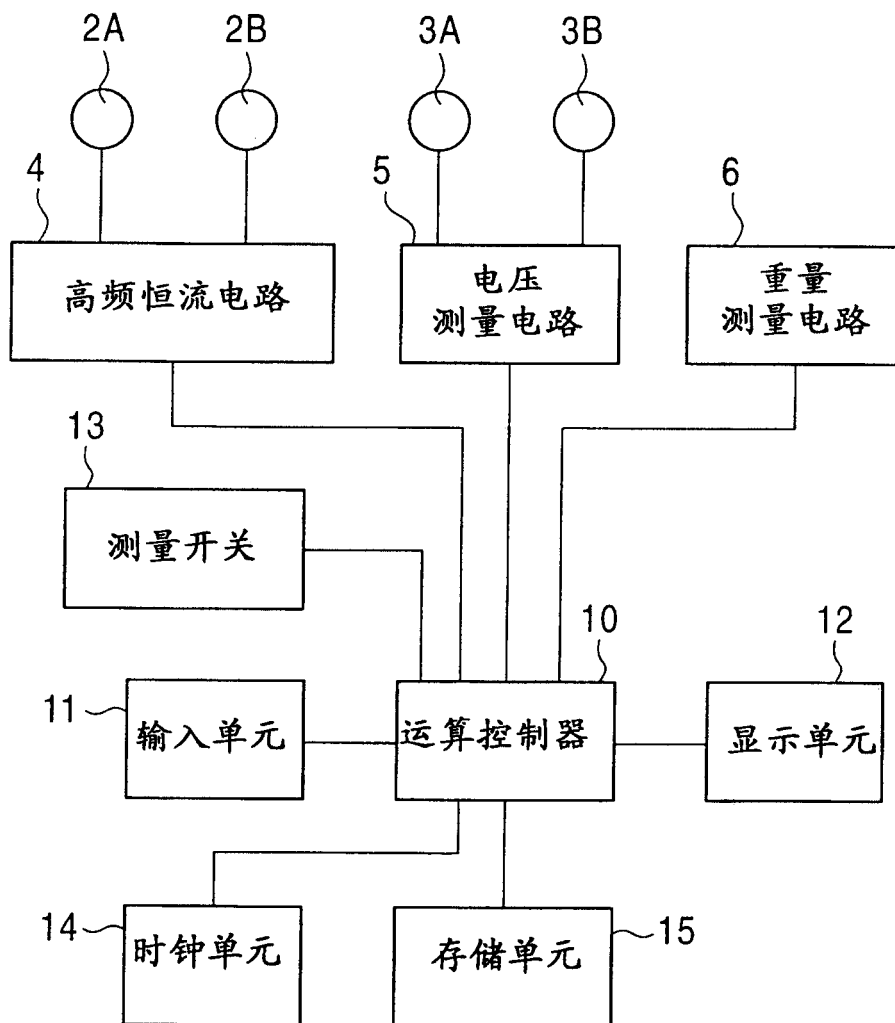 2A 2B 3A 3B
4 5 6
高频恒流电路
电压
测量电路
重量
测量电路
13
测量开关
10 12
11 输入单元
运算控制器
显示单元
14 时钟单元
存储单元 15